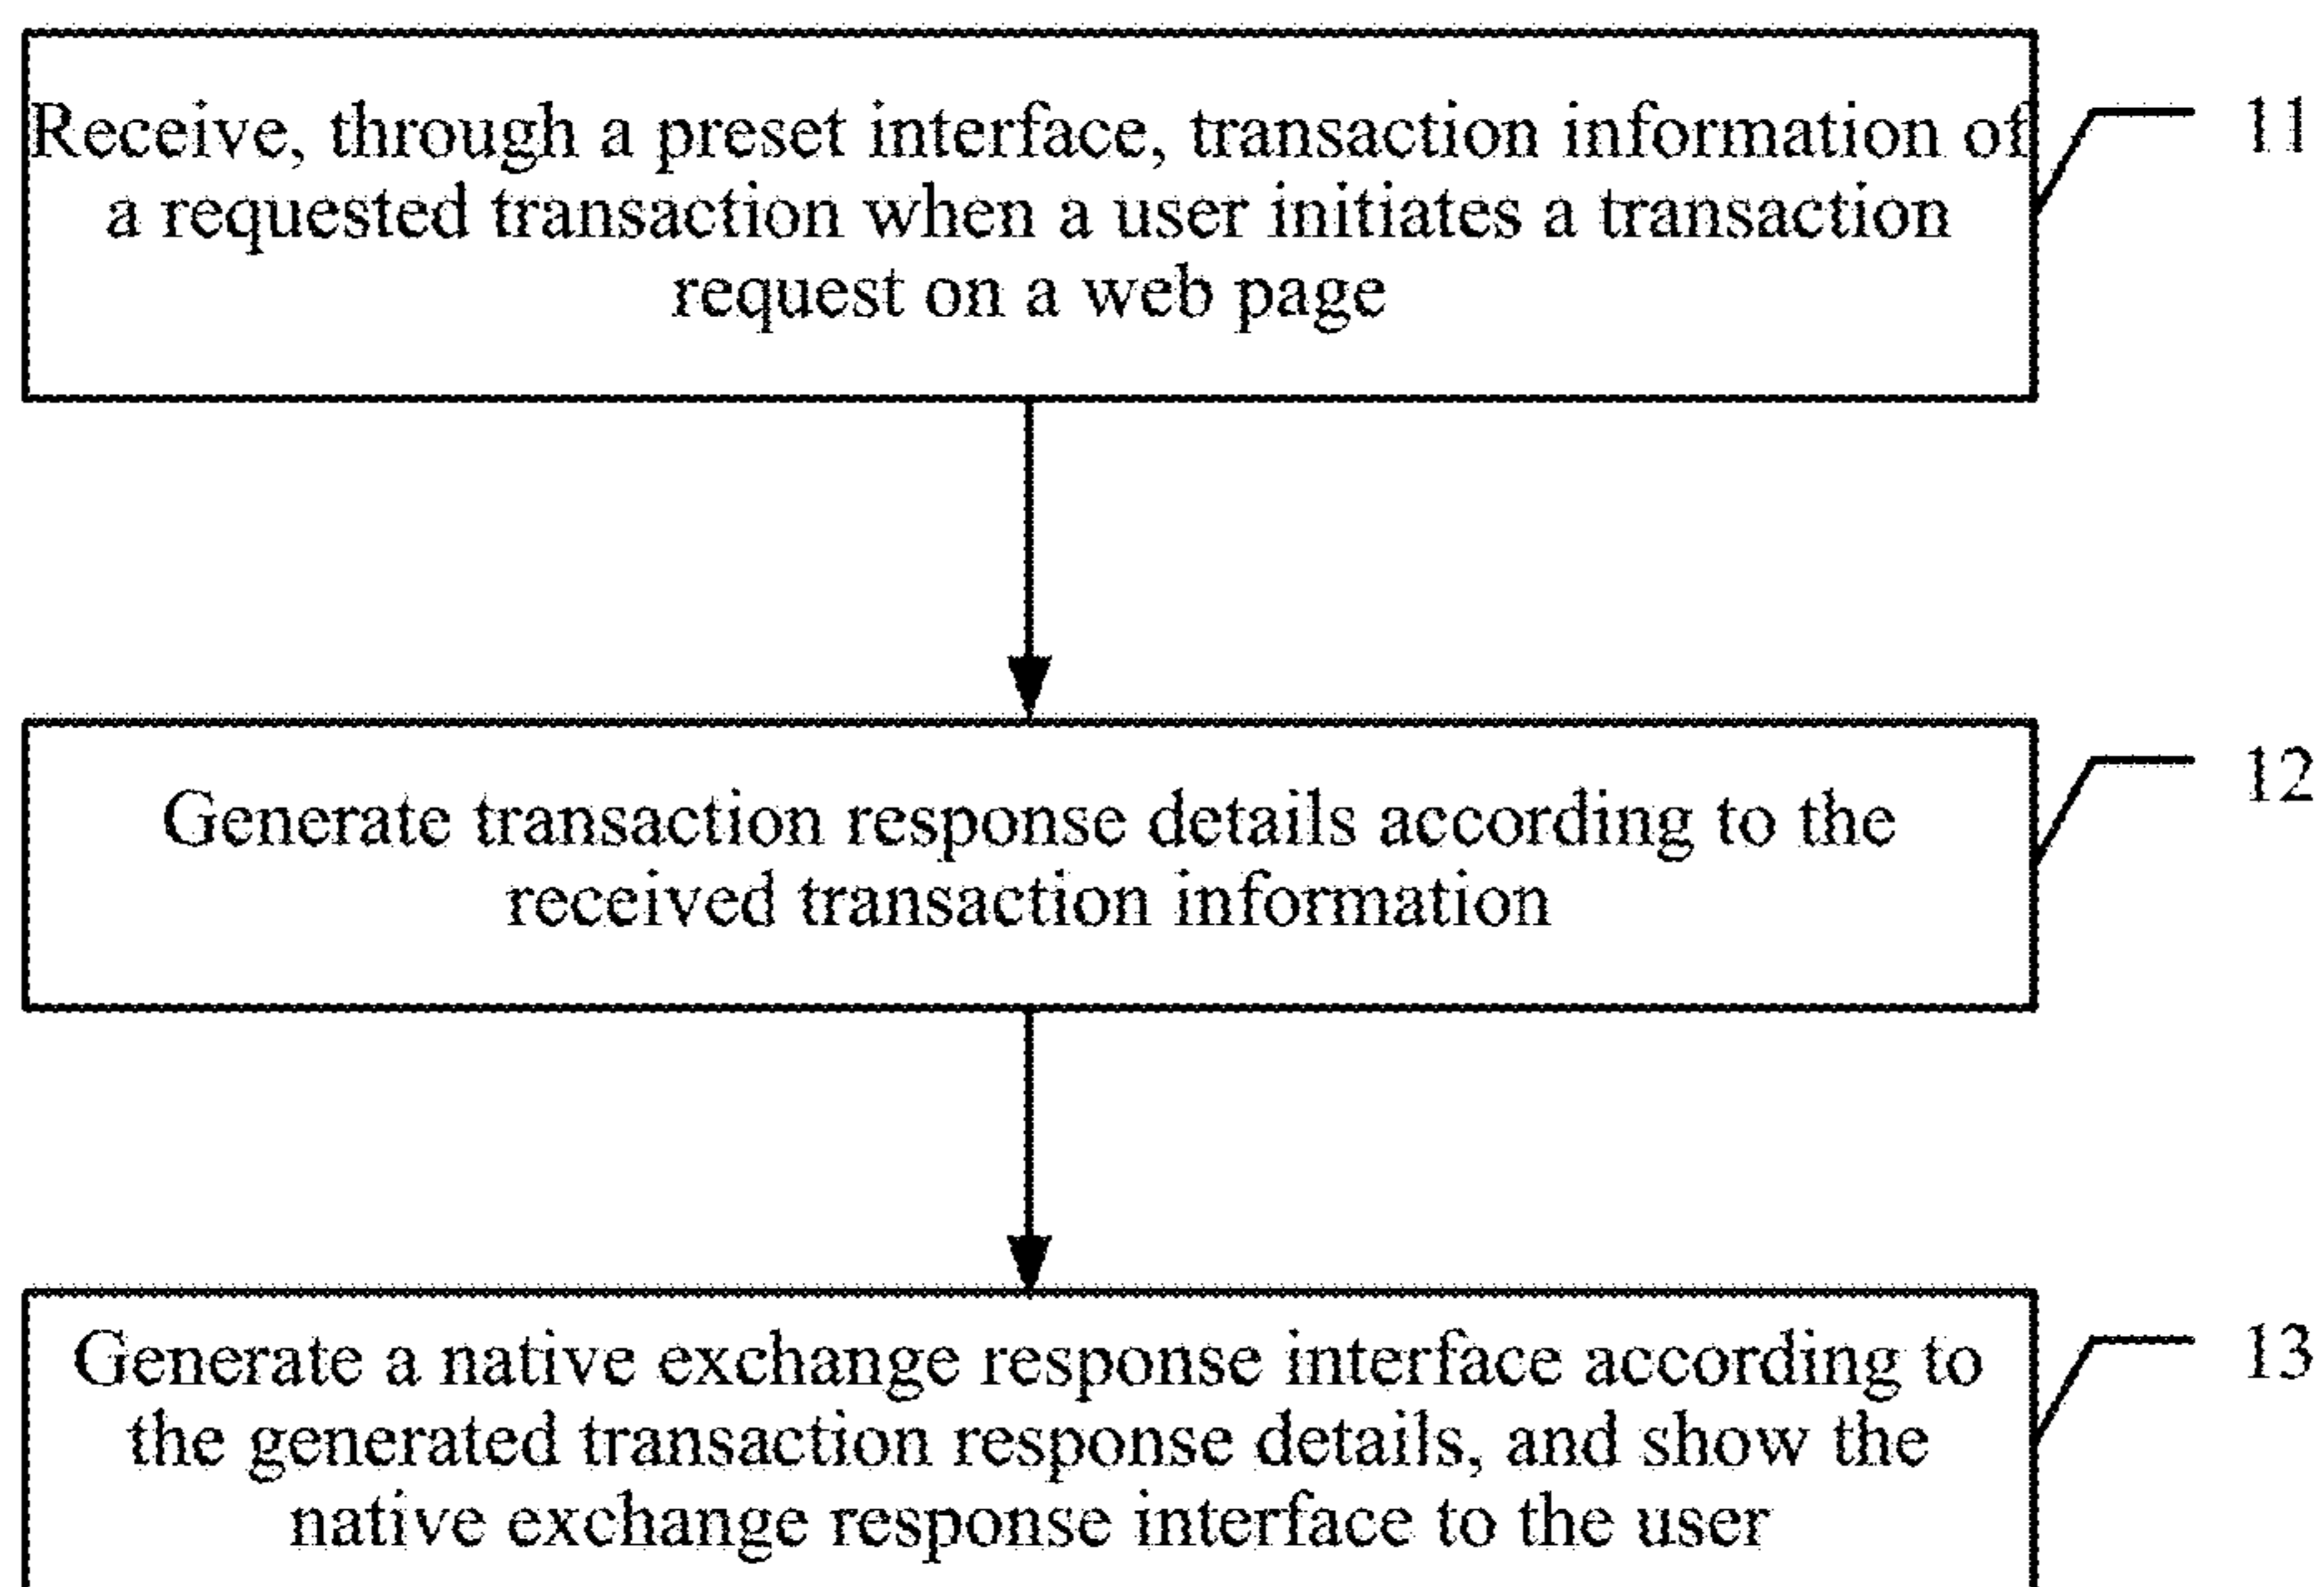 Receive, through a preset interface, transaction information of
a requested transaction when a user initiates a transaction
request on a web page
11
Generate transaction response details according to the
received transaction information
12
Generate a native exchange response interface according to
the generated transaction response details, and show the
native exchange response interface to the user
13